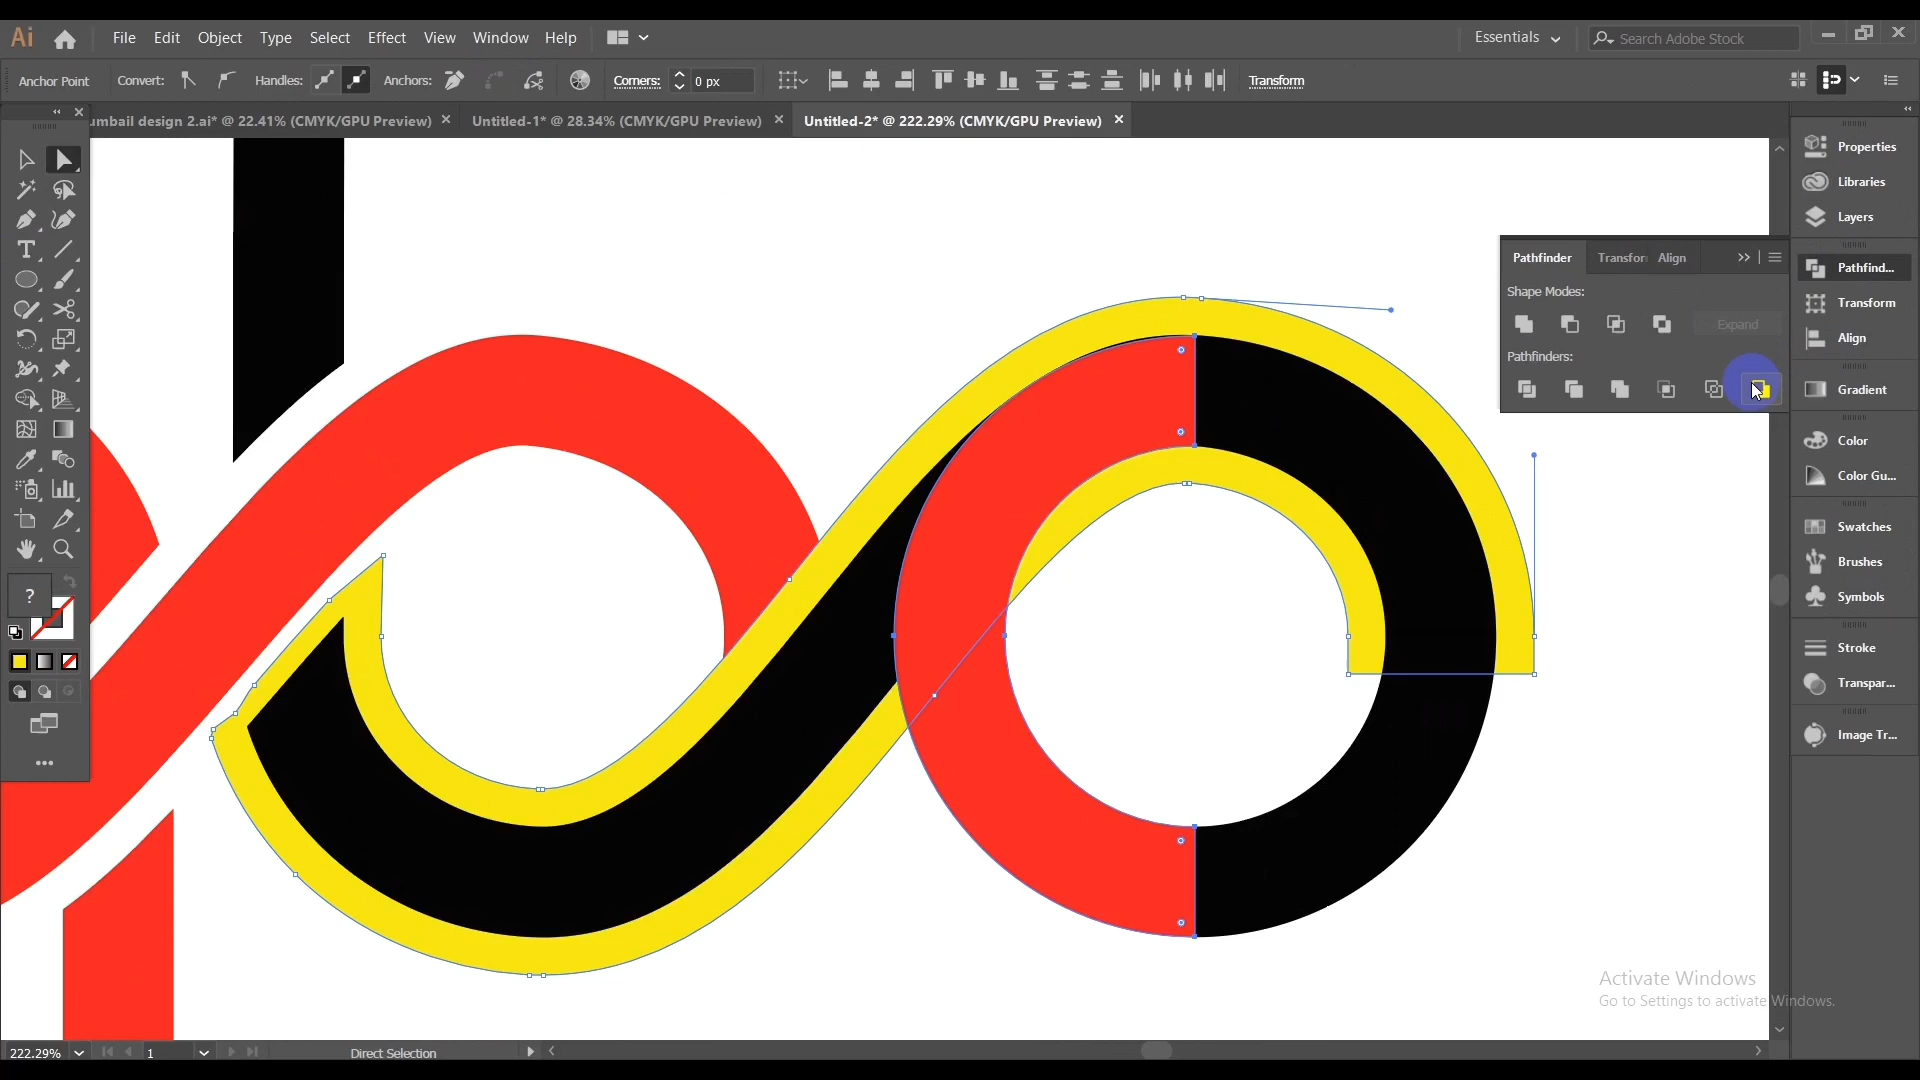 Ai File Edit Object Type Select Effect View Window Help Essentials Search Adobe Stock
Anchor Point Convert: Handles: Anchors: Corners: 0 px Transform
umbail design 2.ai* @ 22.41% (CMYK/GPU Preview) Untitled-1* @ 28.34% (CMYK/GPU Preview) Untitled-2* @ 222.29% (CMYK/GPU Preview)
Properties
Libraries
Layers
Pathfinder Transfor Align
Pathfind...
Shape Modes:
Transform
Expand
Align
Pathfinders:
Gradient
Color
Color Gu...
Swatches
Brushes
Symbols
?
Stroke
Transpar...
Image Tr...
Activate Windows
Go to Settings to activate Windows.
222.29% 1 Direct Selection